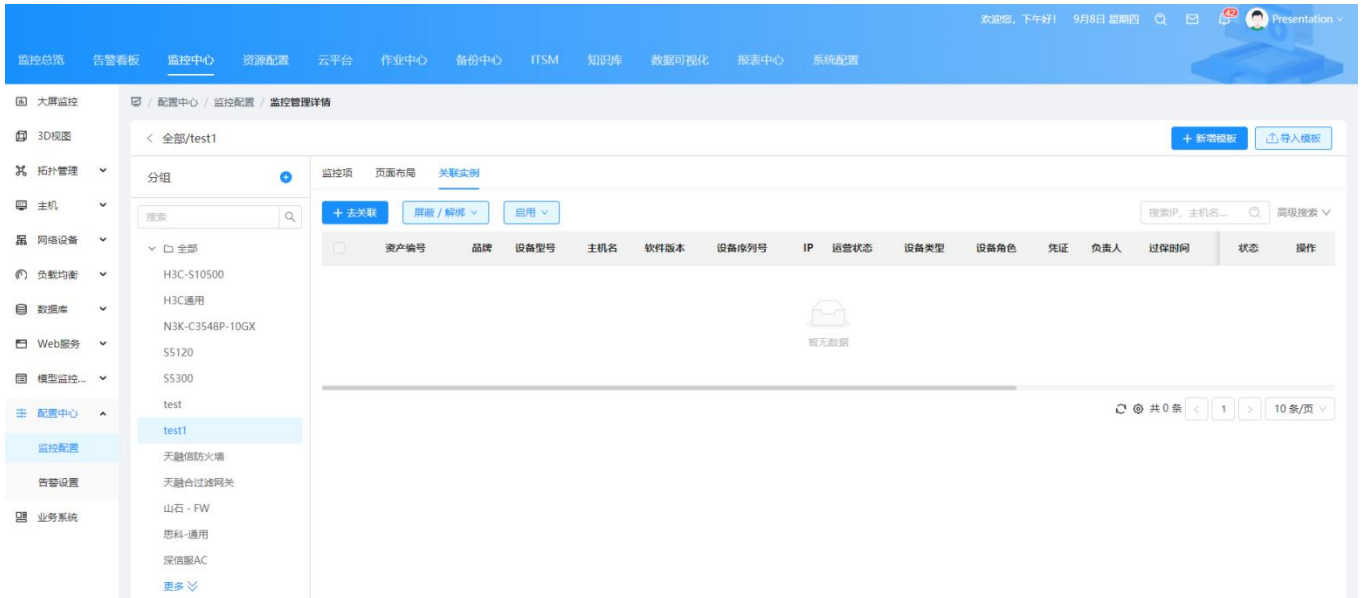 欢迎您，下午好！ 9月8日 星期四 42 Presentation
监控总览 告警看板 监控中心 资源配置 云平台 作业中心 备份中心 ITSM 知识库 数据可视化 报表中心 系统配置
大屏监控
3D视图
拓扑管理
主机
网络设备
负载均衡
数据库
Web服务
模型监控...
配置中心
监控配置
告警设置
业务系统
/ 配置中心 / 监控配置 / 监控管理详情
< 全部/test1
+ 新增模板 导入模板
分组
搜索
全部
H3C-S10500
H3C通用
N3K-C3548P-10GX
S5120
S5300
test
test1
天融信防火墙
天融合过滤网关
山石 - FW
思科-通用
深信服AC
更多
监控项 页面布局 关联实例
+ 去关联 屏蔽 / 解绑 启用 搜索IP、主机名... 高级搜索
资产编号 品牌 设备型号 主机名 软件版本 设备序列号 IP 运营状态 设备类型 设备角色 凭证 负责人 过保时间 状态 操作
暂无数据
共 0 条 < 1 > 10 条/页